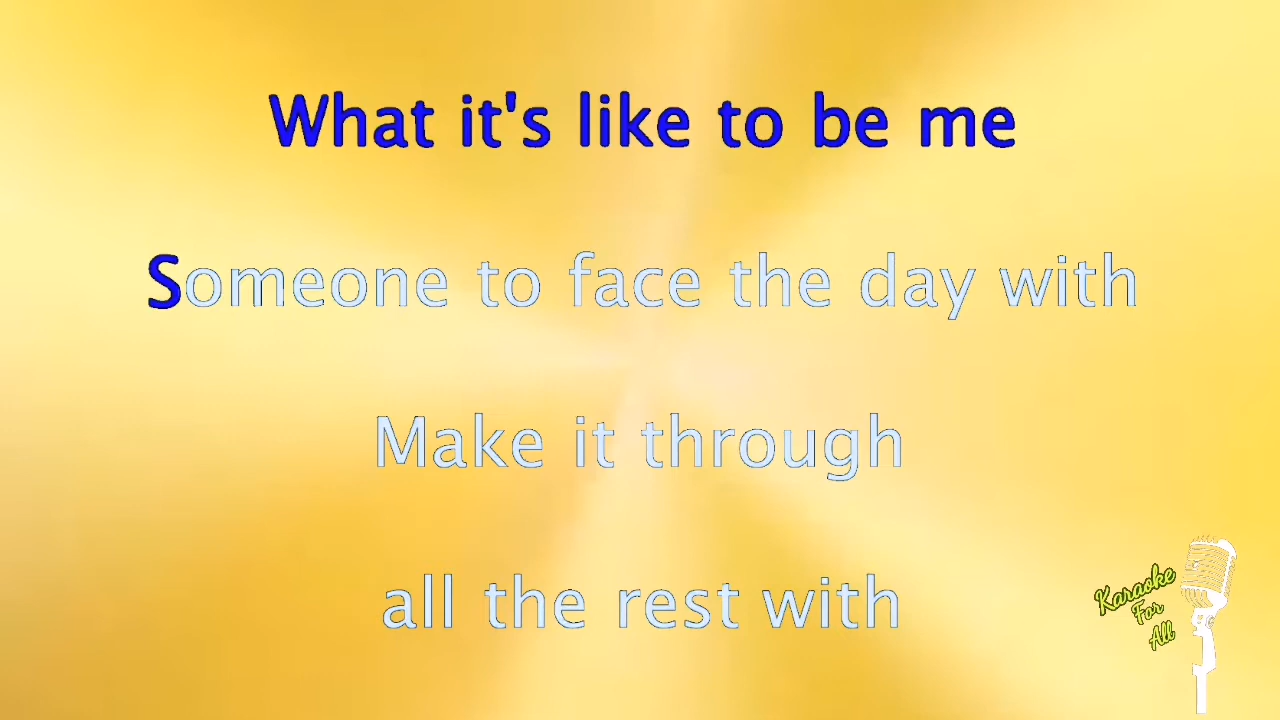 What it's like to be me
Someone to face the day with
Make it through
all the rest with
Karaoke
For
All